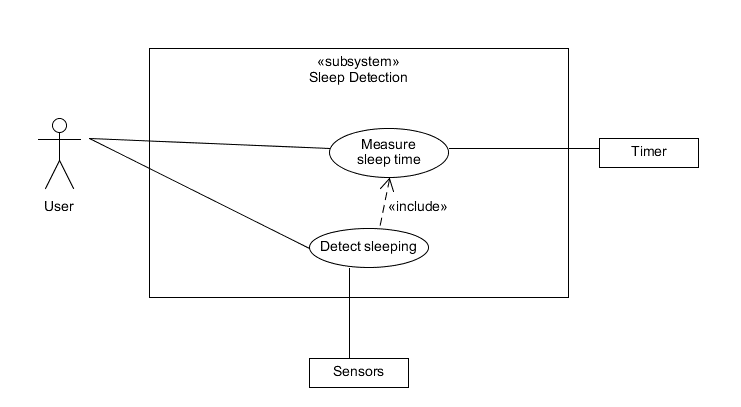 «subsystem»
Sleep Detection
Measure
sleep time
Timer
User
«include»
Detect sleeping
Sensors